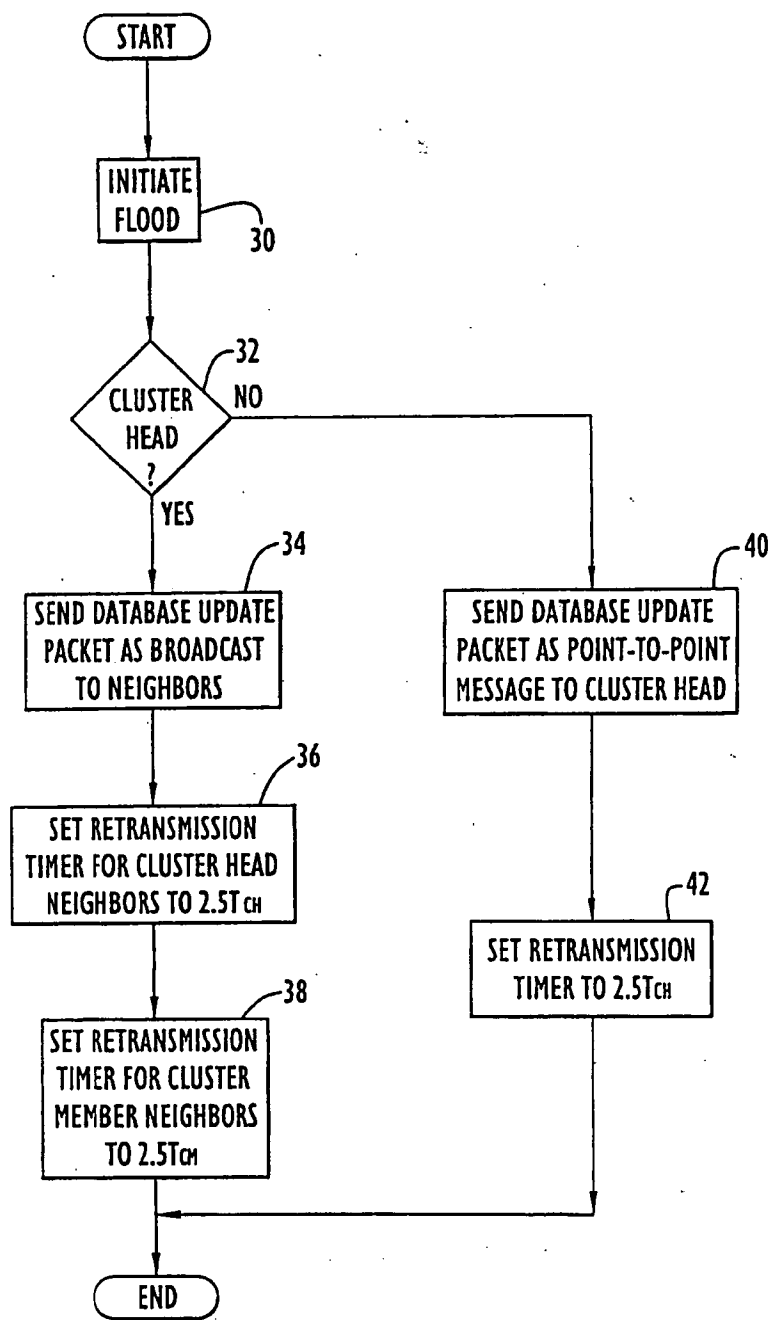 START
INITIATE
FLOOD
30
32
CLUSTER
HEAD
?
NO
YES
34
SEND DATABASE UPDATE
PACKET AS BROADCAST
TO NEIGHBORS
40
SEND DATABASE UPDATE
PACKET AS POINT-TO-POINT
MESSAGE TO CLUSTER HEAD
36
SET RETRANSMISSION
TIMER FOR CLUSTER HEAD
NEIGHBORS TO 2.5TCH
42
SET RETRANSMISSION
TIMER TO 2.5TCH
38
SET RETRANSMISSION
TIMER FOR CLUSTER
MEMBER NEIGHBORS
TO 2.5TCM
END